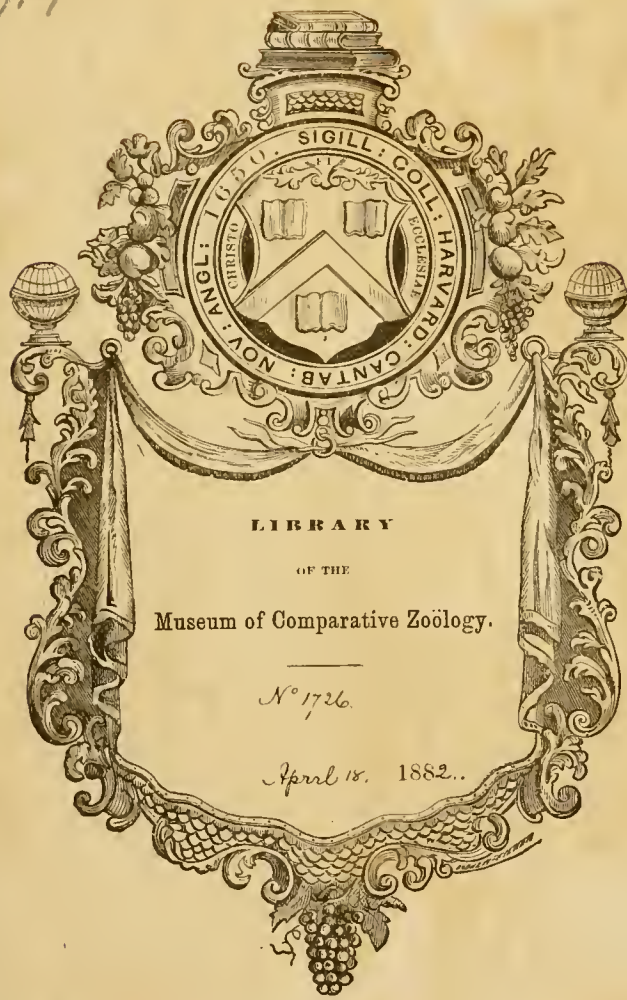 SIGILL: COLL: HARVARD: CANTAB: NOV: ANGL: 1650.
CHRISTO
ECCLESIAE
LIBRARY
OF THE
Museum of Comparative Zoölogy.
No 1726.
April 18. 1882..